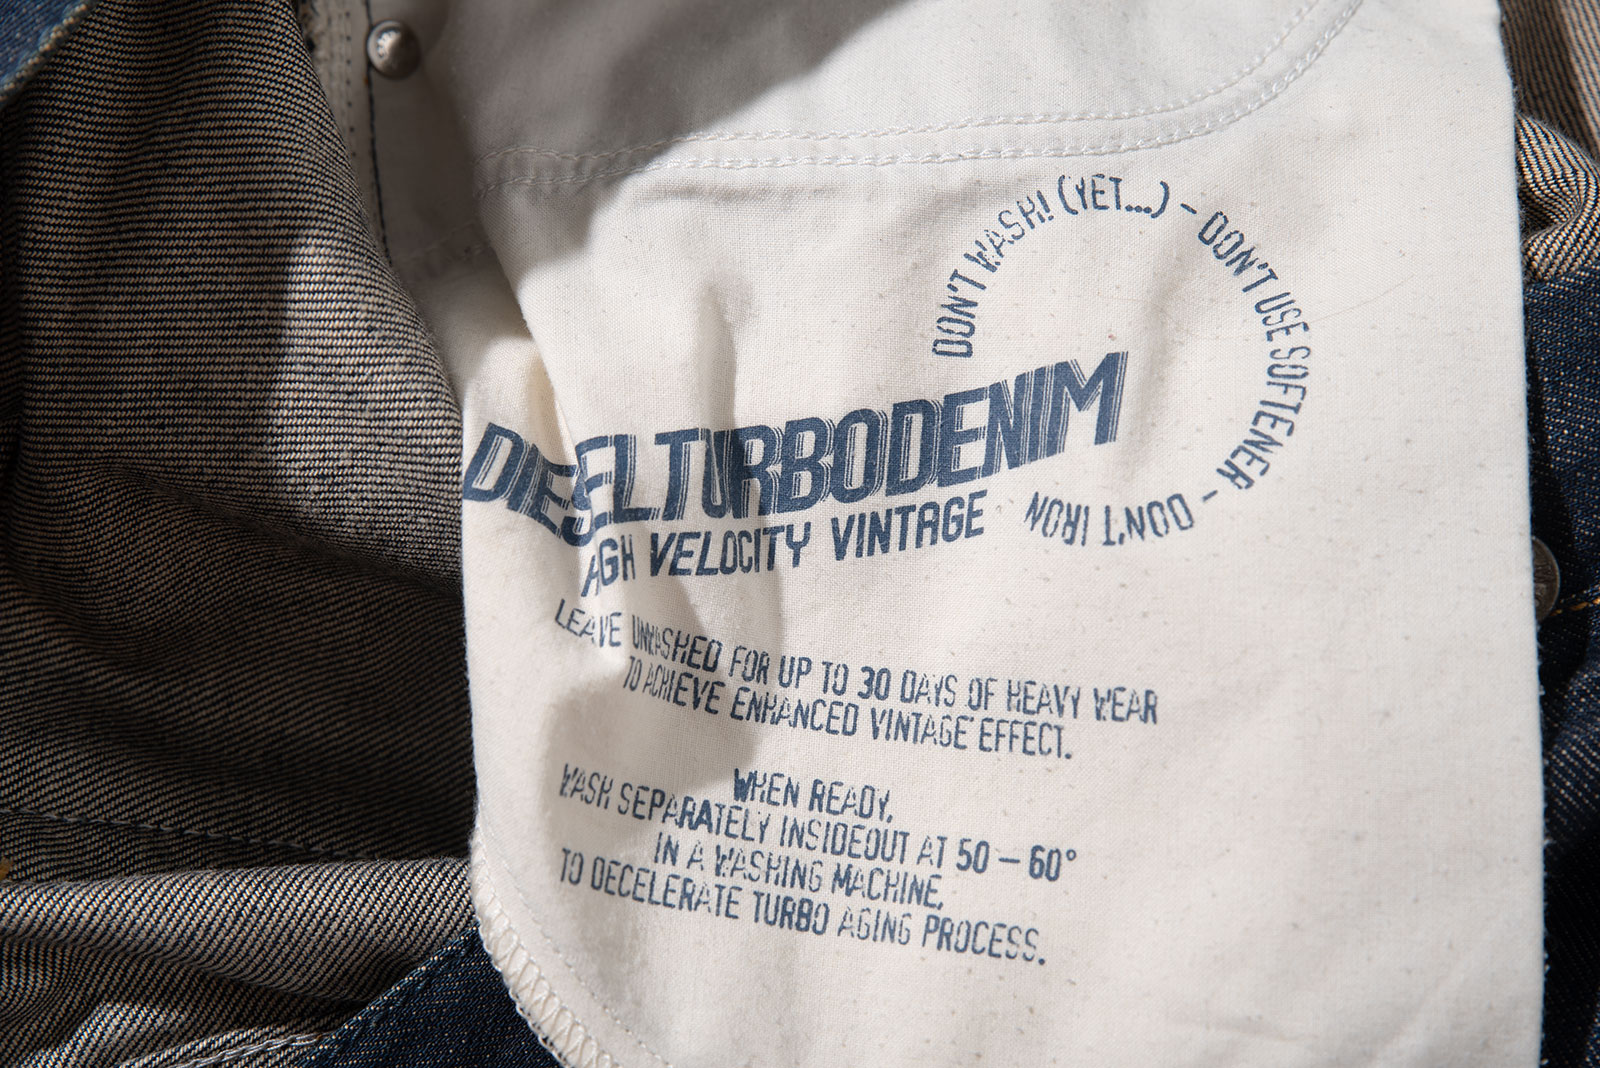 DON'T WASH! (YET...) - DON'T USE SOFTENER - DON'T IRON -
DIESELTURBODENIM
HIGH VELOCITY VINTAGE
LEAVE UNWASHED FOR UP TO 30 DAYS OF HEAVY WEAR
TO ACHIEVE ENHANCED VINTAGE EFFECT.
WHEN READY,
WASH SEPARATELY INSIDEOUT AT 50 – 60°
IN A WASHING MACHINE,
TO DECELERATE TURBO AGING PROCESS.